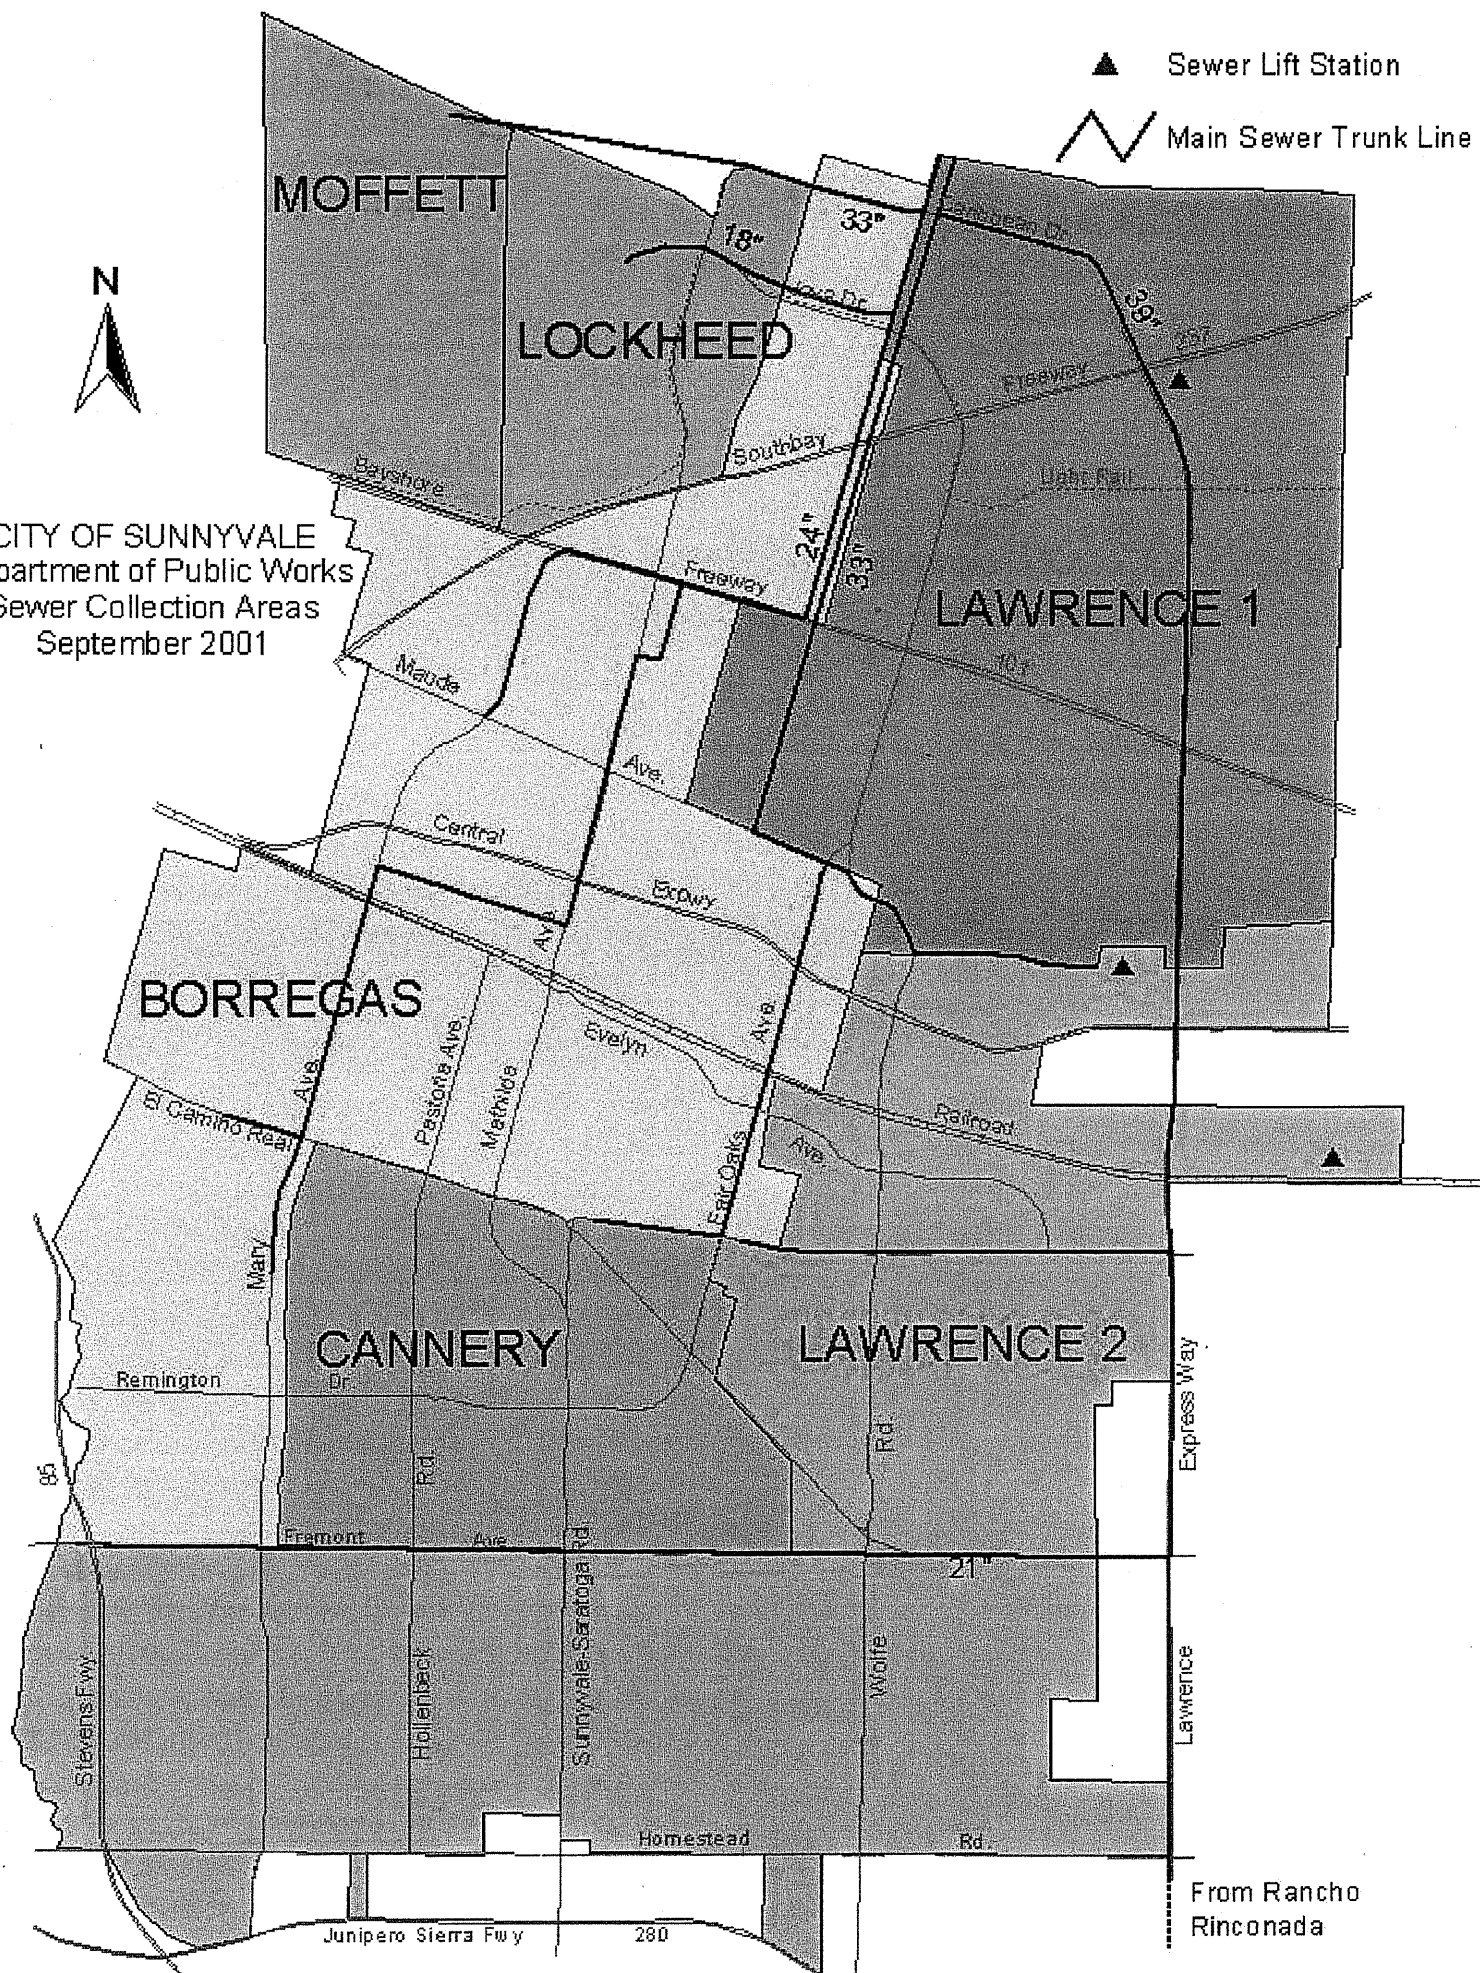 Sewer Lift Station
Main Sewer Trunk Line
MOFFETT
33"
18"
Dr.
39"
237
N
LOCKHEED
Freeway
Southbay
Bayshore
Light Rail
CITY OF SUNNYVALE
partment of Public Works
Sewer Collection Areas
September 2001
24"
33"
Freeway
LAWRENCE 1
101
Maude
Ave.
Central
Expwy
Ave.
BORREGAS
Ave.
Evelyn
Pastoria Ave.
Mathilda
Ave.
El Camino Real
Railroad
Ave.
Fair Oaks
Mary
CANNERY
LAWRENCE 2
Remington
Dr.
Express Way
Rd.
Rd.
85
Fremont
Ave
21"
Sunnyvale-Saratoga Rd.
Stevens Fwy
Hollenbeck
Wolfe
Lawrence
Homestead
Rd.
From Rancho
Rinconada
Junipero Sierra Fwy
280